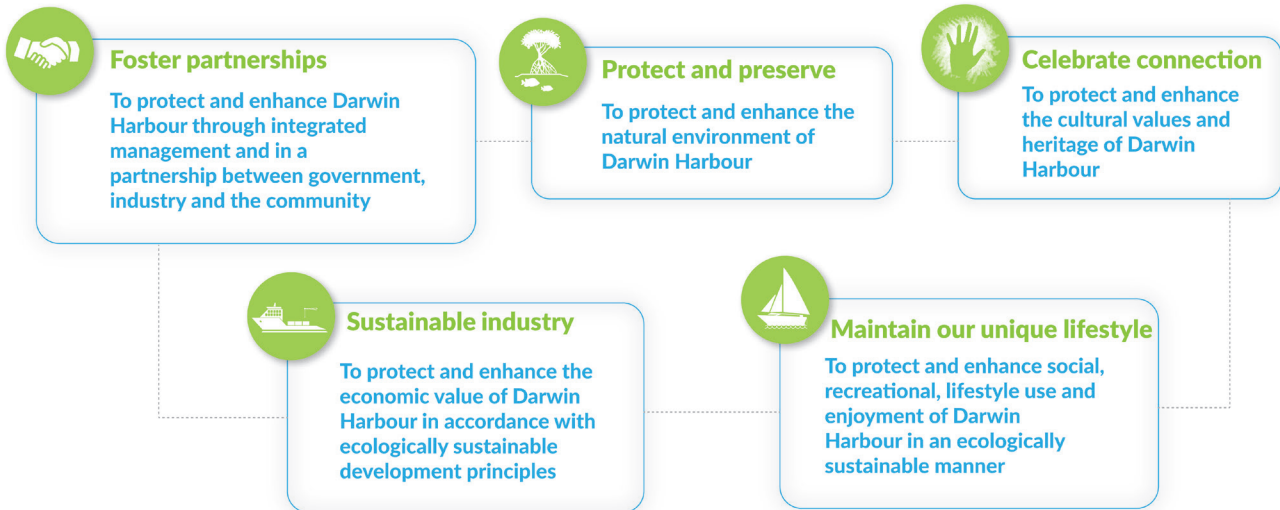 Foster partnerships
To protect and enhance Darwin
Harbour through integrated
management and in a
partnership between government,
industry and the community
Protect and preserve
To protect and enhance the
natural environment of
Darwin Harbour
Celebrate connection
To protect and enhance
the cultural values and
heritage of Darwin
Harbour
Sustainable industry
To protect and enhance the
economic value of Darwin
Harbour in accordance with
ecologically sustainable
development principles
Maintain our unique lifestyle
To protect and enhance social,
recreational, lifestyle use and
enjoyment of Darwin
Harbour in an ecologically
sustainable manner